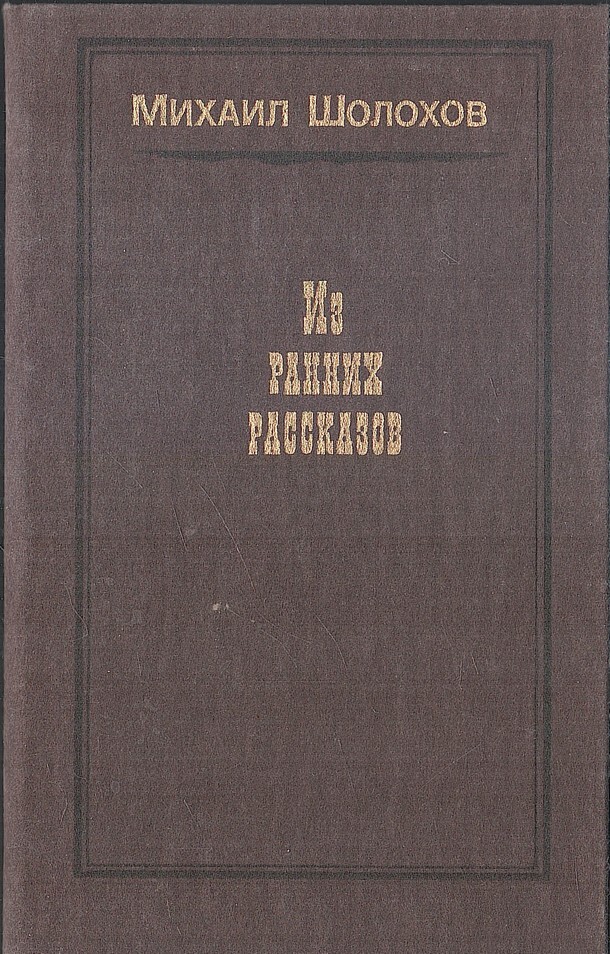 Михаил Шолохов
Из
ранних
рассказов